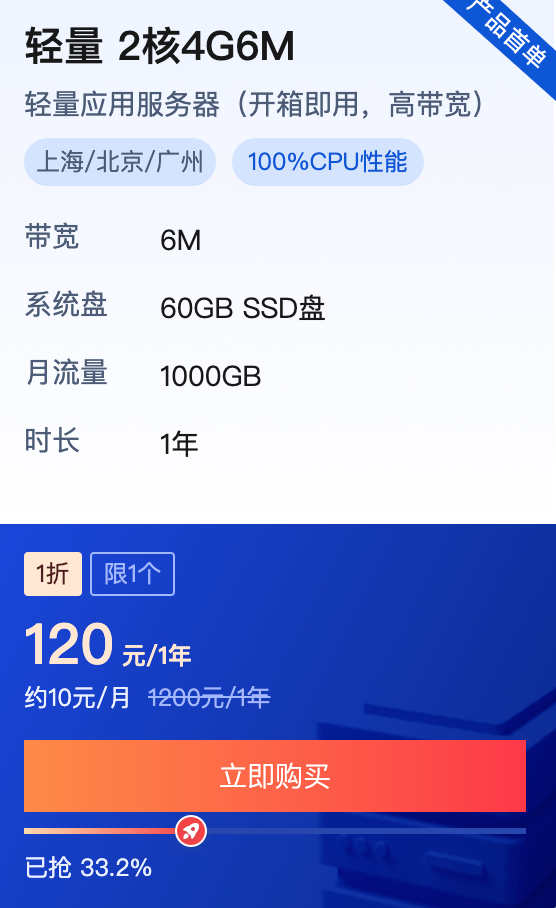 产品首单
轻量 2核4G6M
轻量应用服务器（开箱即用，高带宽）
上海/北京/广州 100%CPU性能
带宽 6M
系统盘 60GB SSD盘
月流量 1000GB
时长 1年
1折 限1个
120 元/1年
约10元/月 1200元/1年
立即购买
已抢 33.2%